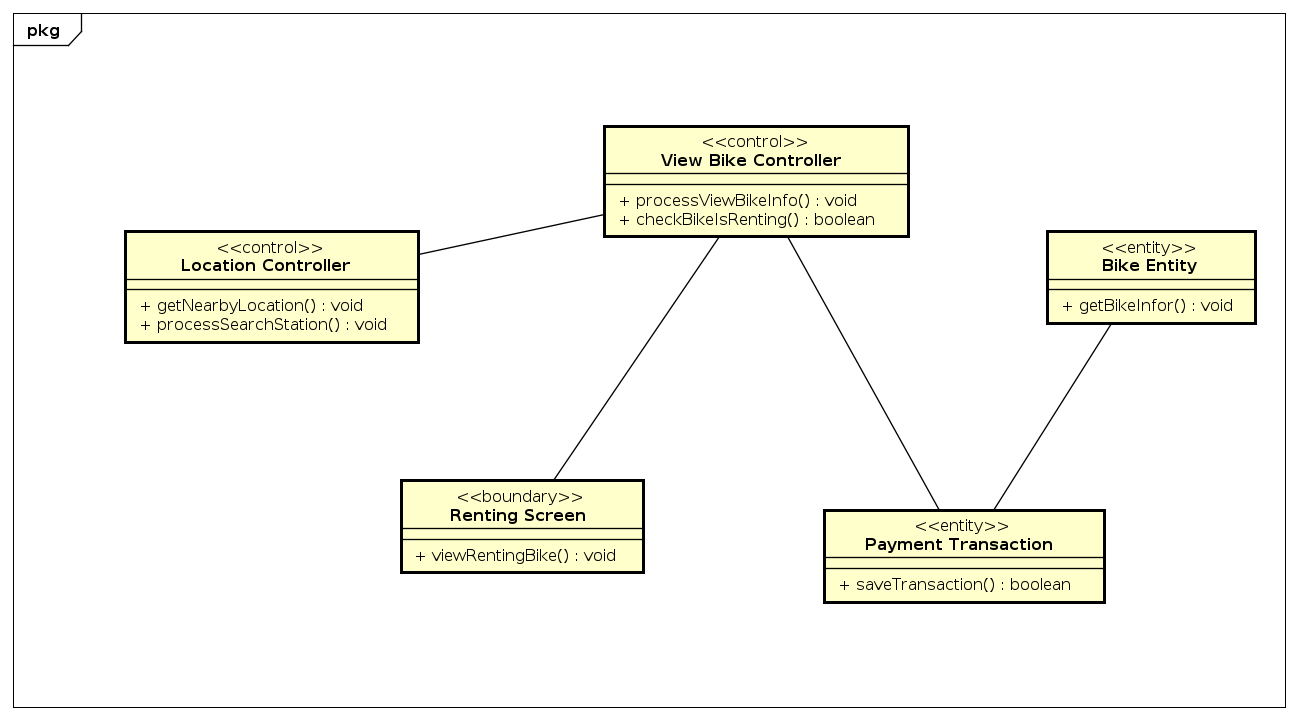 pkg
<<control>>
View Bike Controller
+ processViewBikeInfo() : void
+ checkBikeIsRenting() : boolean
<<control>>
Location Controller
+ getNearbyLocation() : void
+ processSearchStation() : void
<<entity>>
Bike Entity
+ getBikeInfor() : void
<<boundary>>
Renting Screen
+ viewRentingBike() : void
<<entity>>
Payment Transaction
+ saveTransaction() : boolean